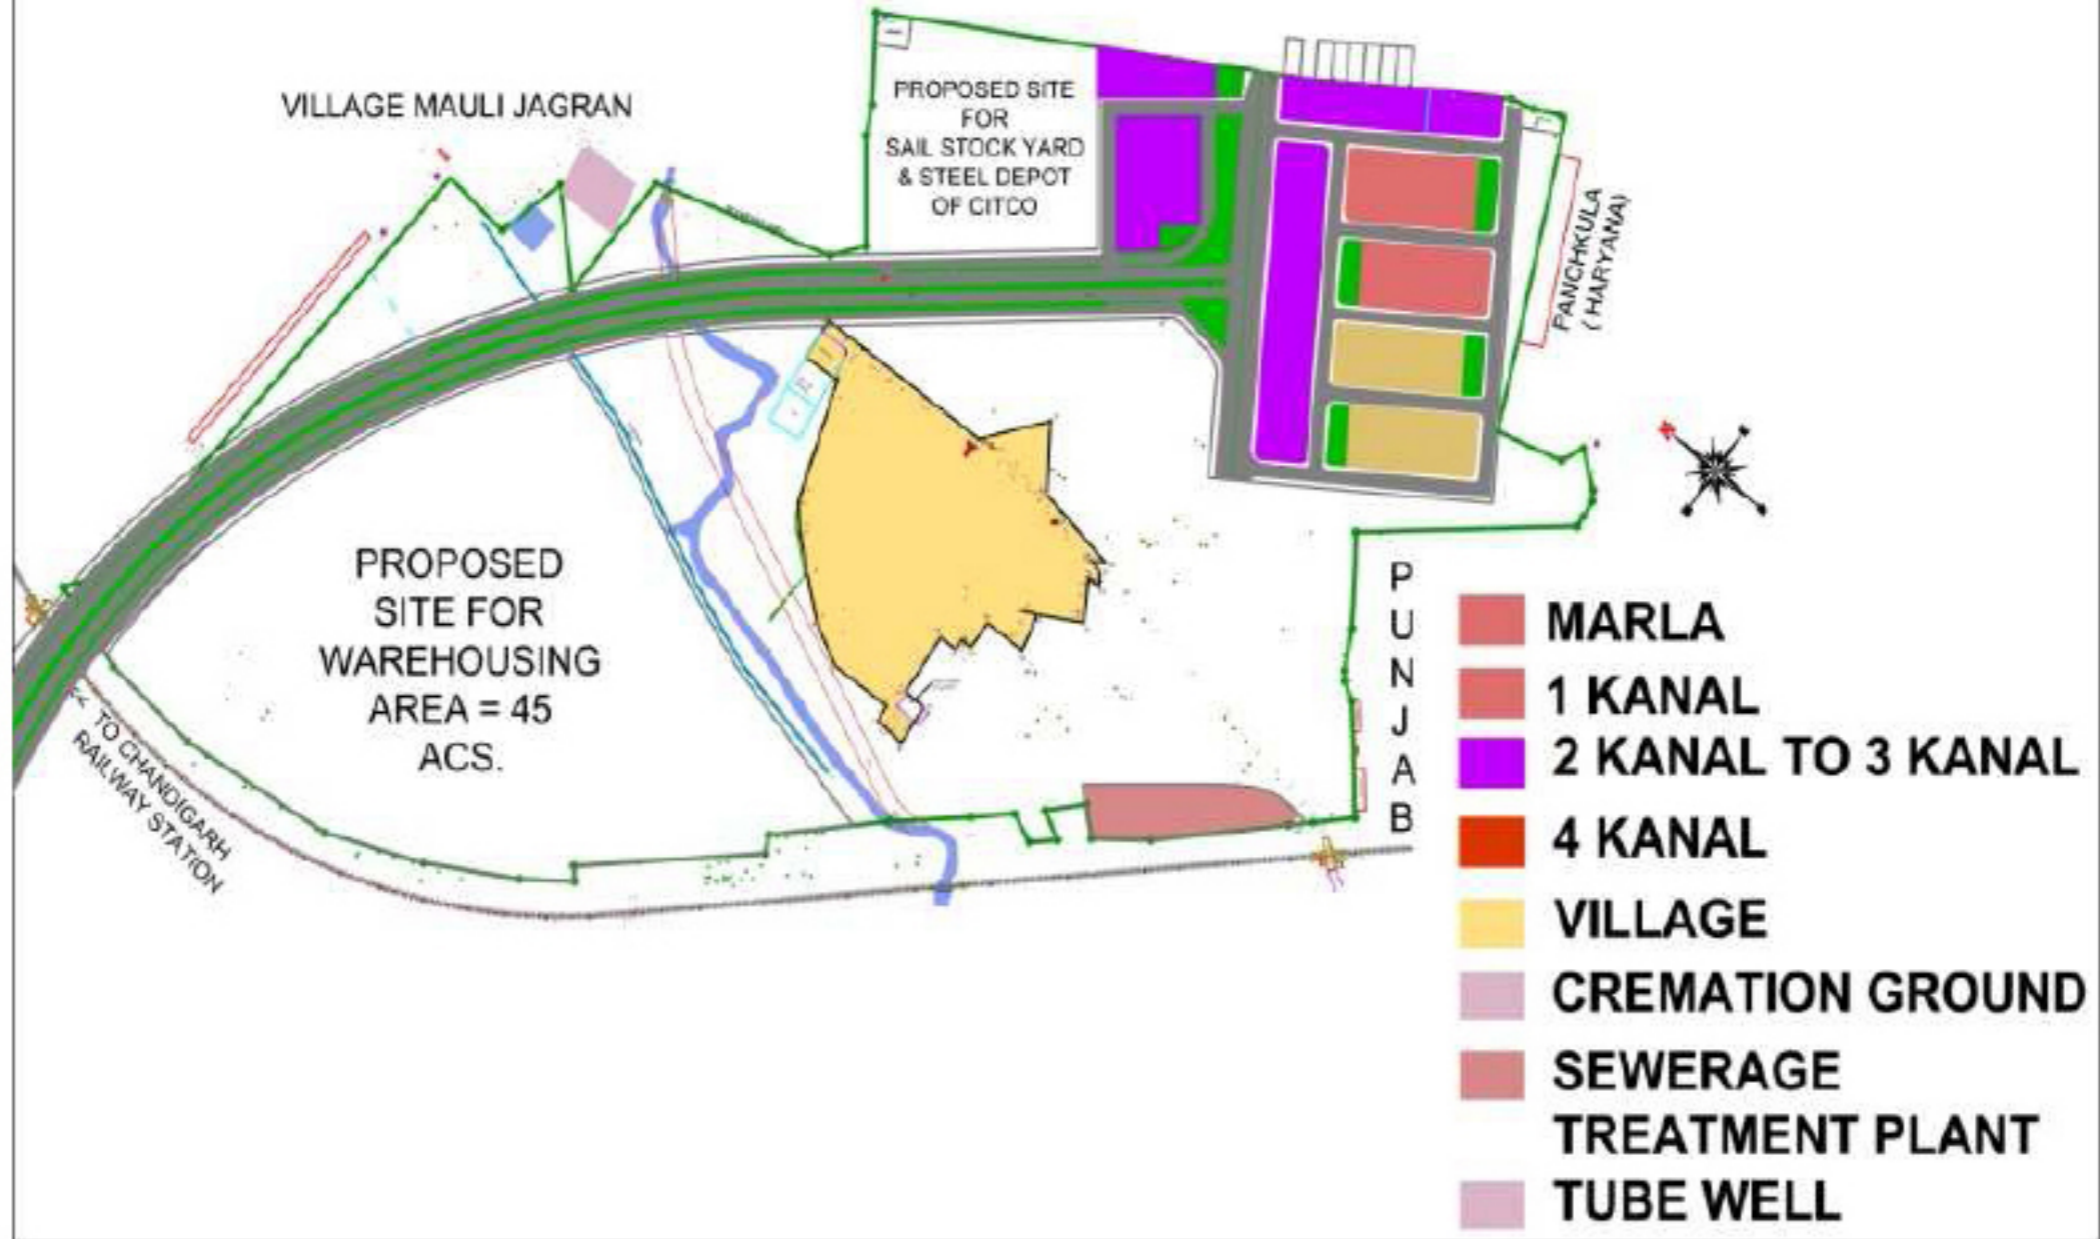 VILLAGE MAULI JAGRAN
PROPOSED SITE
FOR
SAIL STOCK YARD
& STEEL DEPOT
OF CITCO
PANCHKULA
(HARYANA)
PROPOSED
SITE FOR
WAREHOUSING
AREA = 45
ACS.
<< TO CHANDIGARH
RAILWAY STATION
P
U
N
J
A
B
MARLA
1 KANAL
2 KANAL TO 3 KANAL
4 KANAL
VILLAGE
CREMATION GROUND
SEWERAGE
TREATMENT PLANT
TUBE WELL